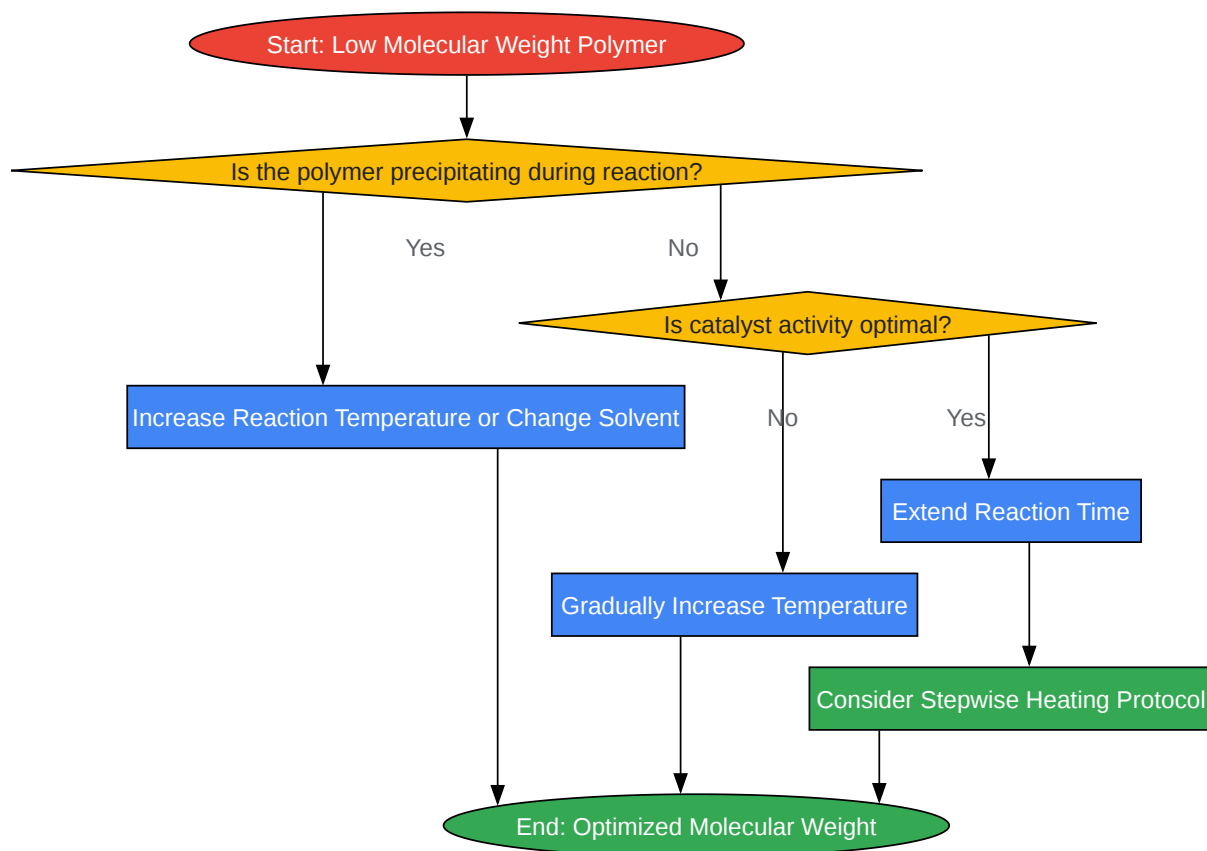 Start: Low Molecular Weight Polymer
Is the polymer precipitating during reaction?
Yes
No
Is catalyst activity optimal?
Increase Reaction Temperature or Change Solvent
No
Yes
Extend Reaction Time
Gradually Increase Temperature
Consider Stepwise Heating Protocol
End: Optimized Molecular Weight